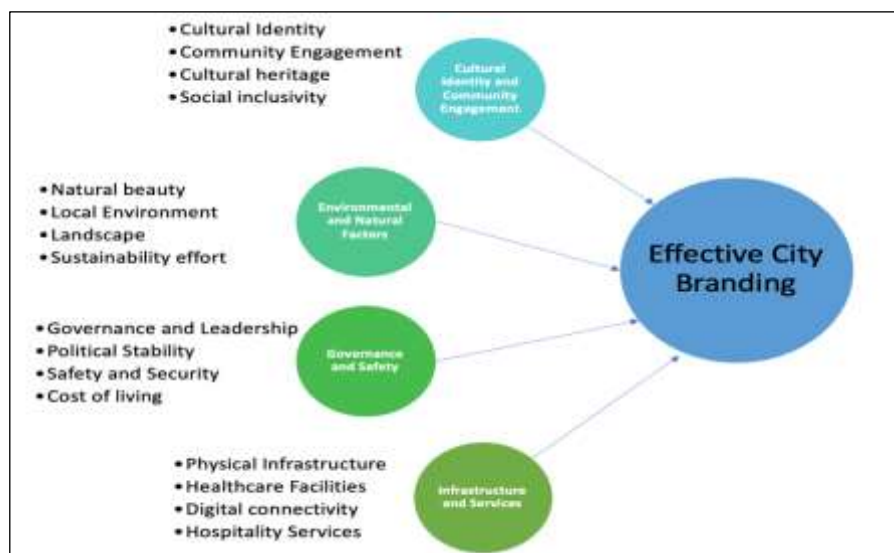 • Cultural Identity
• Community Engagement
• Cultural heritage
• Social inclusivity
Cultural
Identity and
Community
Engagement
• Natural beauty
• Local Environment
• Landscape
• Sustainability effort
Environmental
and Natural
Factors
Effective City
Branding
• Governance and Leadership
• Political Stability
• Safety and Security
• Cost of living
Governance
and Safety
• Physical Infrastructure
• Healthcare Facilities
• Digital connectivity
• Hospitality Services
Infrastructure
and Services